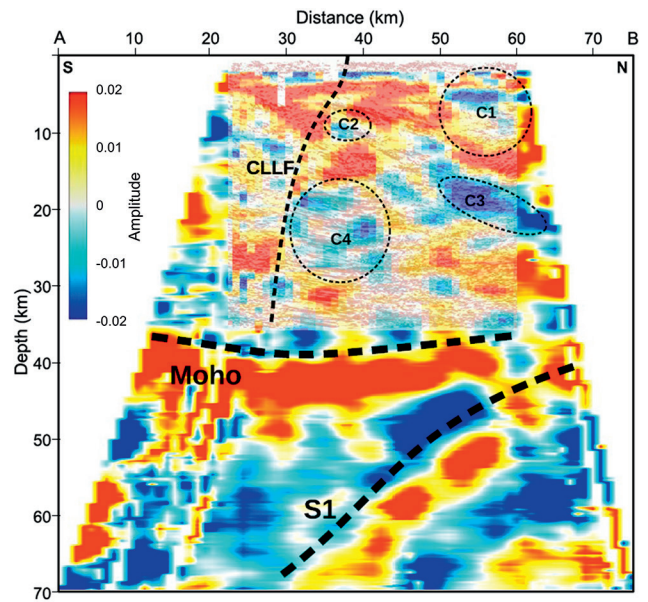 Distance (km)
A 10 20 30 40 50 60 70 B
S N
0.02
0.01
0
-0.01
-0.02
Amplitude
Depth(km)
10
20
30
40
50
60
70
CLLF
C1
C2
C3
C4
Moho
S1